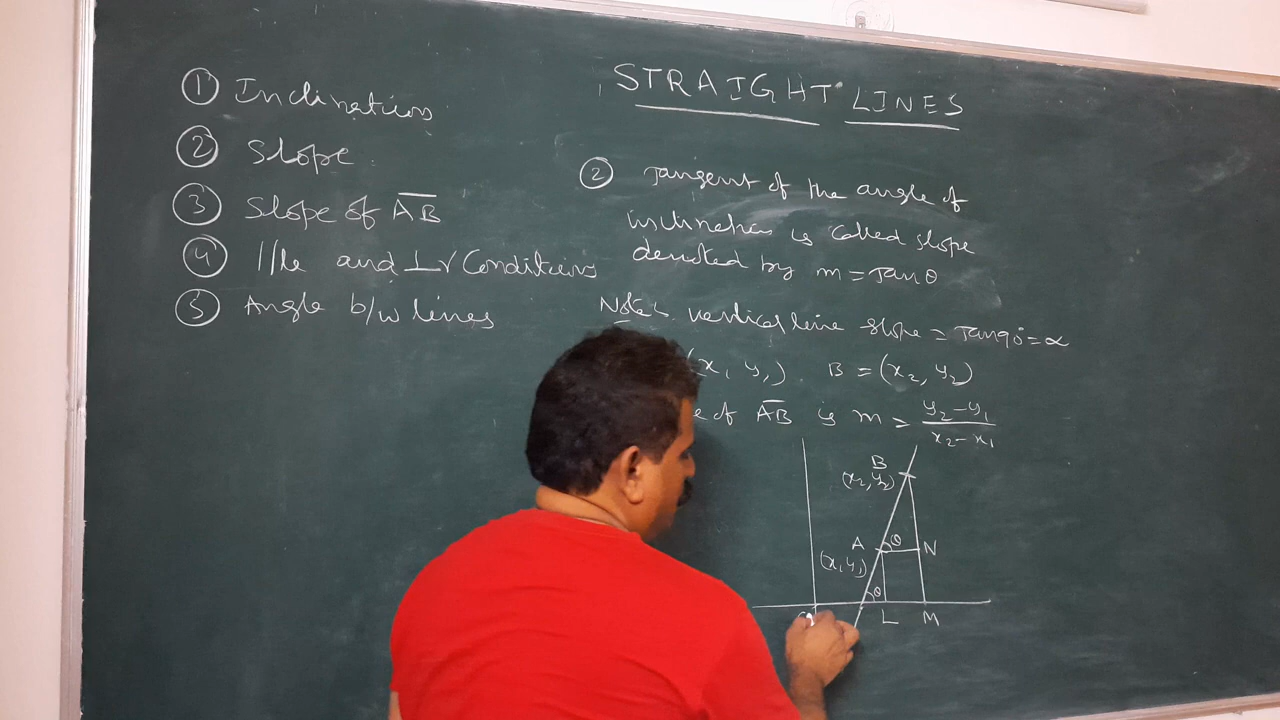 STRAIGHT LINES
① Inclination
② Slope
③ Slope of AB
④ //le and ⊥r Conditions
⑤ Angle b/w lines
② Tangent of the angle of
inclination is called slope
denoted by m = Tanθ
Note: vertical line slope = Tan90° = ∝
(x₁, y₁) B = (x₂, y₂)
e of AB is m = y₂-y₁ / x₂-x₁
B
(x₂, y₂)
A θ N
(x₁, y₁)
θ
L M